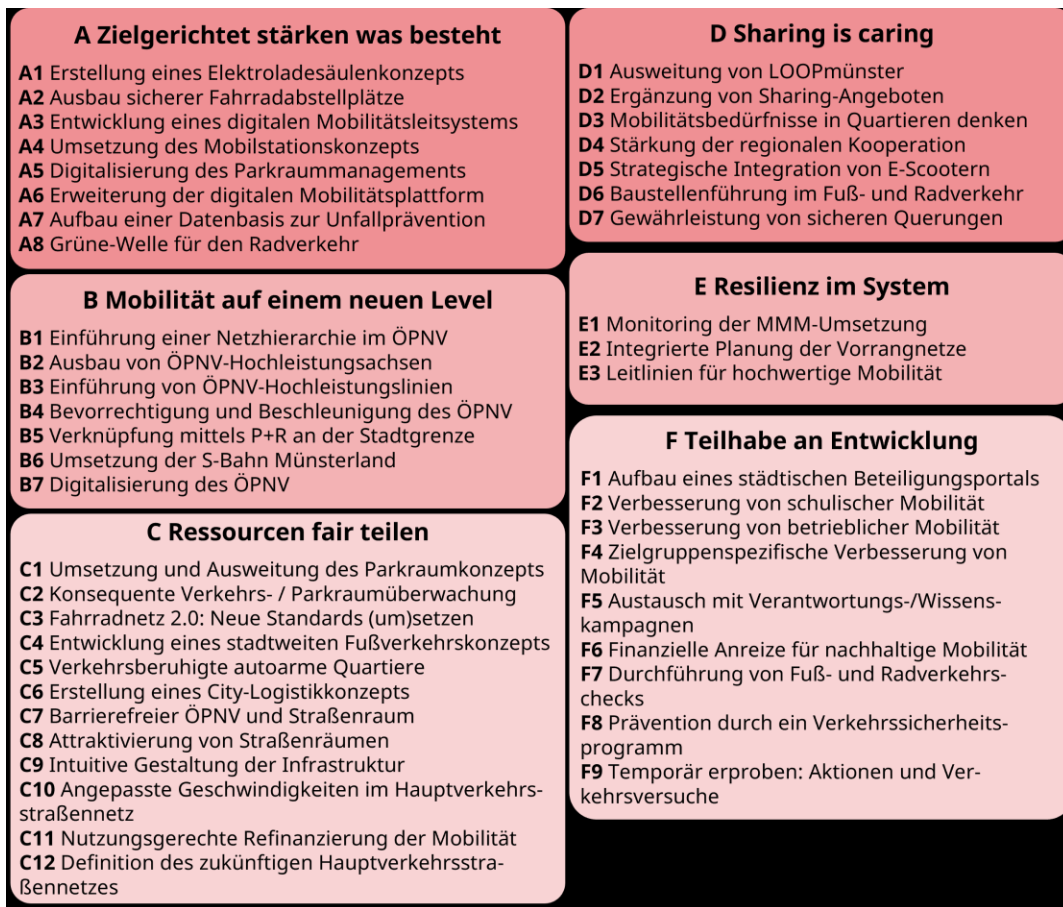 A Zielgerichtet stärken was besteht
A1 Erstellung eines Elektroladesäulenkonzepts
A2 Ausbau sicherer Fahrradabstellplätze
A3 Entwicklung eines digitalen Mobilitätsleitsystems
A4 Umsetzung des Mobilstationskonzepts
A5 Digitalisierung des Parkraummanagements
A6 Erweiterung der digitalen Mobilitätsplattform
A7 Aufbau einer Datenbasis zur Unfallprävention
A8 Grüne-Welle für den Radverkehr
B Mobilität auf einem neuen Level
B1 Einführung einer Netzhierarchie im ÖPNV
B2 Ausbau von ÖPNV-Hochleistungsachsen
B3 Einführung von ÖPNV-Hochleistungslinien
B4 Bevorrechtigung und Beschleunigung des ÖPNV
B5 Verknüpfung mittels P+R an der Stadtgrenze
B6 Umsetzung der S-Bahn Münsterland
B7 Digitalisierung des ÖPNV
C Ressourcen fair teilen
C1 Umsetzung und Ausweitung des Parkraumkonzepts
C2 Konsequente Verkehrs- / Parkraumüberwachung
C3 Fahrradnetz 2.0: Neue Standards (um)setzen
C4 Entwicklung eines stadtweiten Fußverkehrskonzepts
C5 Verkehrsberuhigte autoarme Quartiere
C6 Erstellung eines City-Logistikkonzepts
C7 Barrierefreier ÖPNV und Straßenraum
C8 Attraktivierung von Straßenräumen
C9 Intuitive Gestaltung der Infrastruktur
C10 Angepasste Geschwindigkeiten im Hauptverkehrs-
straßennetz
C11 Nutzungsgerechte Refinanzierung der Mobilität
C12 Definition des zukünftigen Hauptverkehrsstra-
ßennetzes
D Sharing is caring
D1 Ausweitung von LOOPmünster
D2 Ergänzung von Sharing-Angeboten
D3 Mobilitätsbedürfnisse in Quartieren denken
D4 Stärkung der regionalen Kooperation
D5 Strategische Integration von E-Scootern
D6 Baustellenführung im Fuß- und Radverkehr
D7 Gewährleistung von sicheren Querungen
E Resilienz im System
E1 Monitoring der MMM-Umsetzung
E2 Integrierte Planung der Vorrangnetze
E3 Leitlinien für hochwertige Mobilität
F Teilhabe an Entwicklung
F1 Aufbau eines städtischen Beteiligungsportals
F2 Verbesserung von schulischer Mobilität
F3 Verbesserung von betrieblicher Mobilität
F4 Zielgruppenspezifische Verbesserung von
Mobilität
F5 Austausch mit Verantwortungs-/Wissens-
kampagnen
F6 Finanzielle Anreize für nachhaltige Mobilität
F7 Durchführung von Fuß- und Radverkehrs-
checks
F8 Prävention durch ein Verkehrssicherheits-
programm
F9 Temporär erproben: Aktionen und Ver-
kehrsversuche